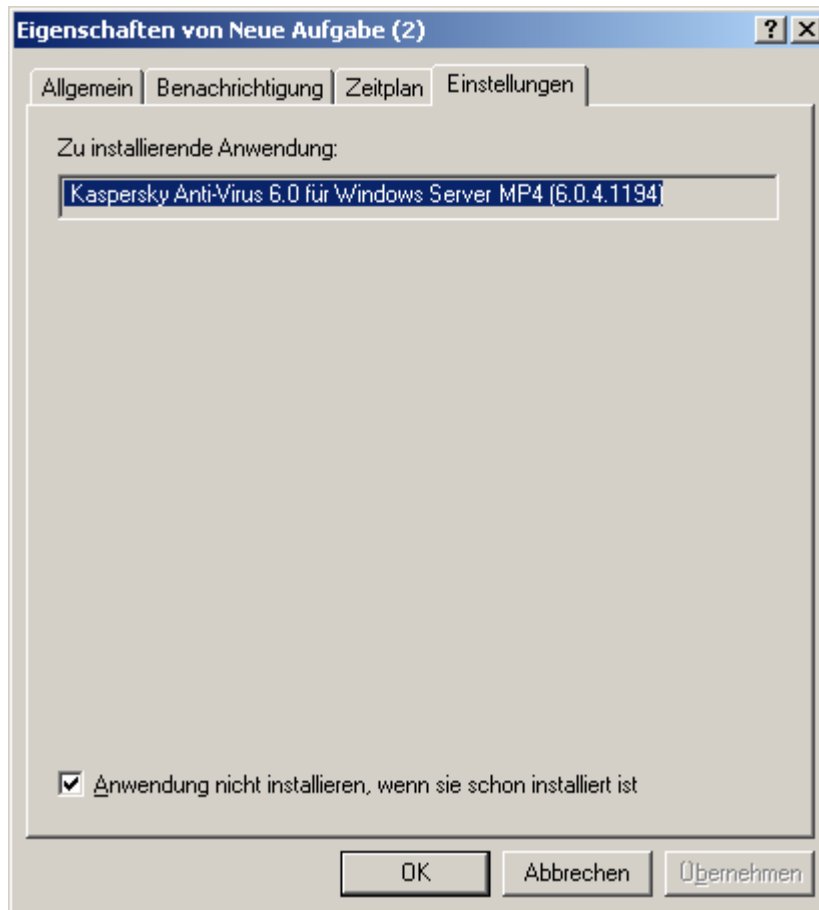 Eigenschaften von Neue Aufgabe (2)
Allgemein Benachrichtigung Zeitplan Einstellungen
Zu installierende Anwendung:
Kaspersky Anti-Virus 6.0 für Windows Server MP4 (6.0.4.1194)
Anwendung nicht installieren, wenn sie schon installiert ist
OK Abbrechen Übernehmen